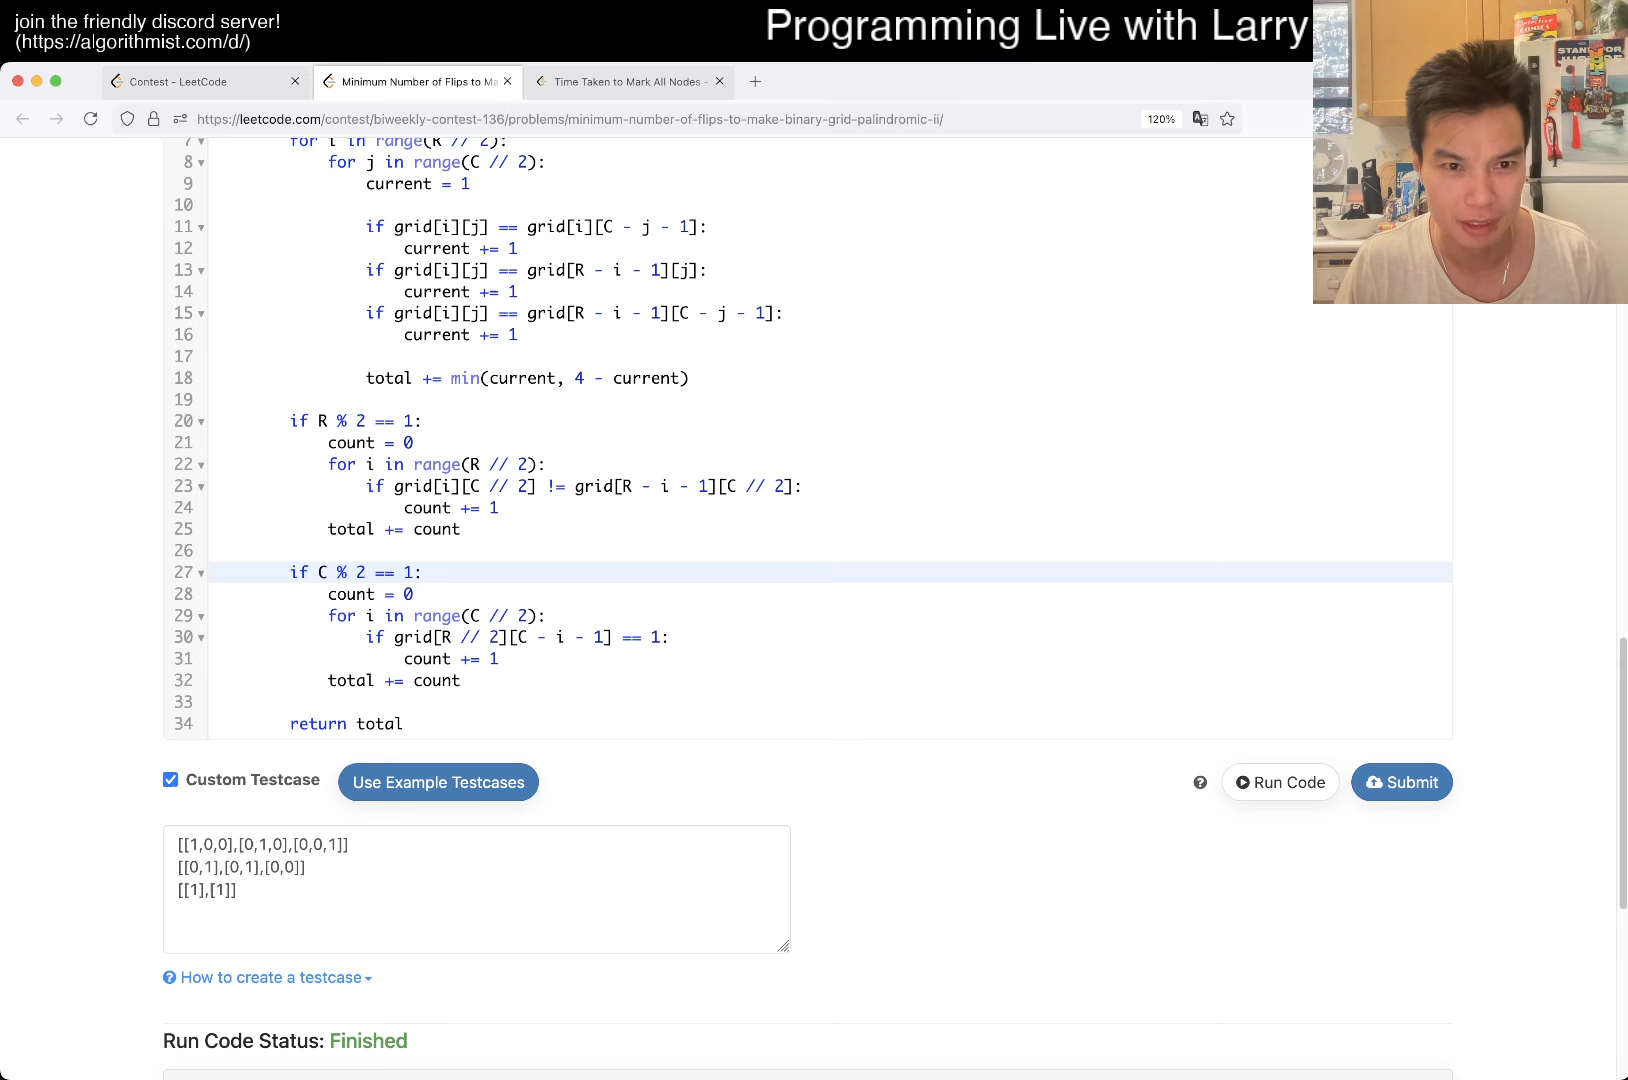 join the friendly discord server!
(https://algorithmist.com/d/)
Programming Live with Larry
Contest - LeetCode
Minimum Number of Flips to Ma
Time Taken to Mark All Nodes -
https://leetcode.com/contest/biweekly-contest-136/problems/minimum-number-of-flips-to-make-binary-grid-palindromic-ii/
120%
7 for i in range(R // 2):
8 for j in range(C // 2):
9 current = 1
10
11 if grid[i][j] == grid[i][C - j - 1]:
12 current += 1
13 if grid[i][j] == grid[R - i - 1][j]:
14 current += 1
15 if grid[i][j] == grid[R - i - 1][C - j - 1]:
16 current += 1
17
18 total += min(current, 4 - current)
19
20 if R % 2 == 1:
21 count = 0
22 for i in range(R // 2):
23 if grid[i][C // 2] != grid[R - i - 1][C // 2]:
24 count += 1
25 total += count
26
27 if C % 2 == 1:
28 count = 0
29 for i in range(C // 2):
30 if grid[R // 2][C - i - 1] == 1:
31 count += 1
32 total += count
33
34 return total
Custom Testcase
Use Example Testcases
Run Code
Submit
[[1,0,0],[0,1,0],[0,0,1]]
[[0,1],[0,1],[0,0]]
[[1],[1]]
How to create a testcase
Run Code Status: Finished